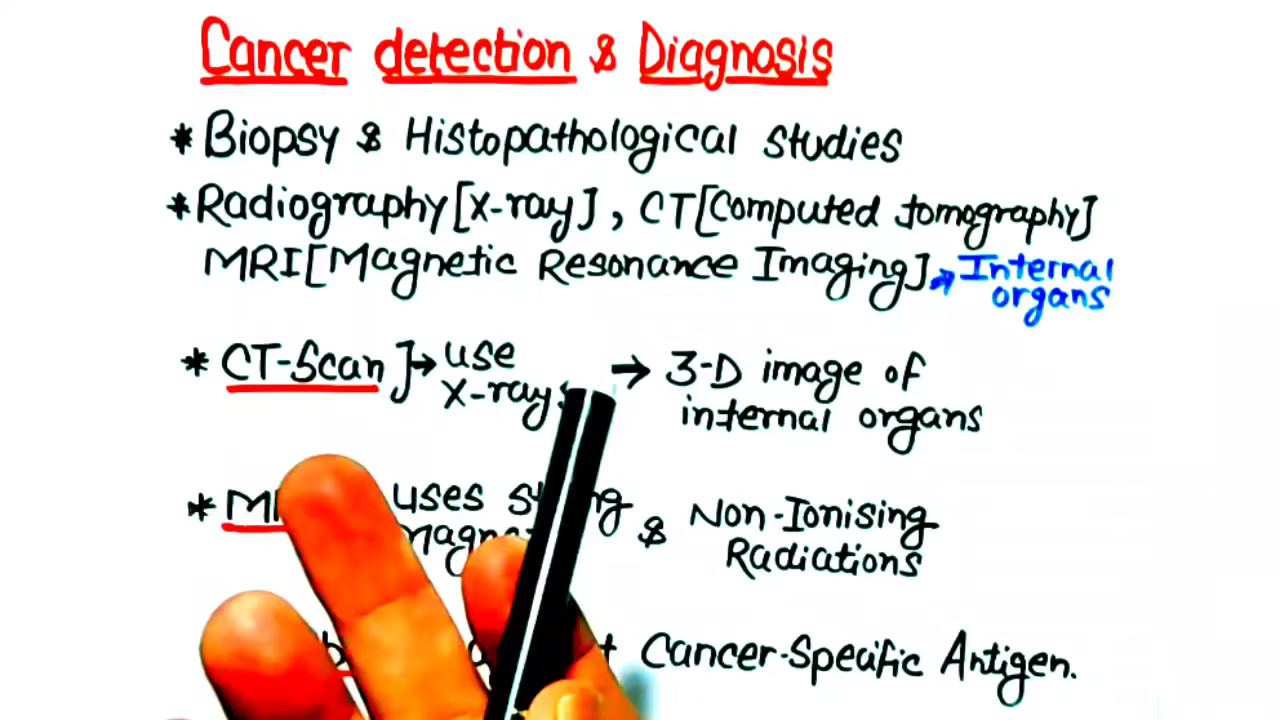 Cancer detection & Diagnosis
* Biopsy & Histopathological studies
* Radiography [X-ray], CT [Computed tomography]
MRI [Magnetic Resonance Imaging] → Internal organs
* CT-Scan] → use X-ray → 3-D image of internal organs
* uses & Non-Ionising Radiations
Cancer-Specific Antigen.